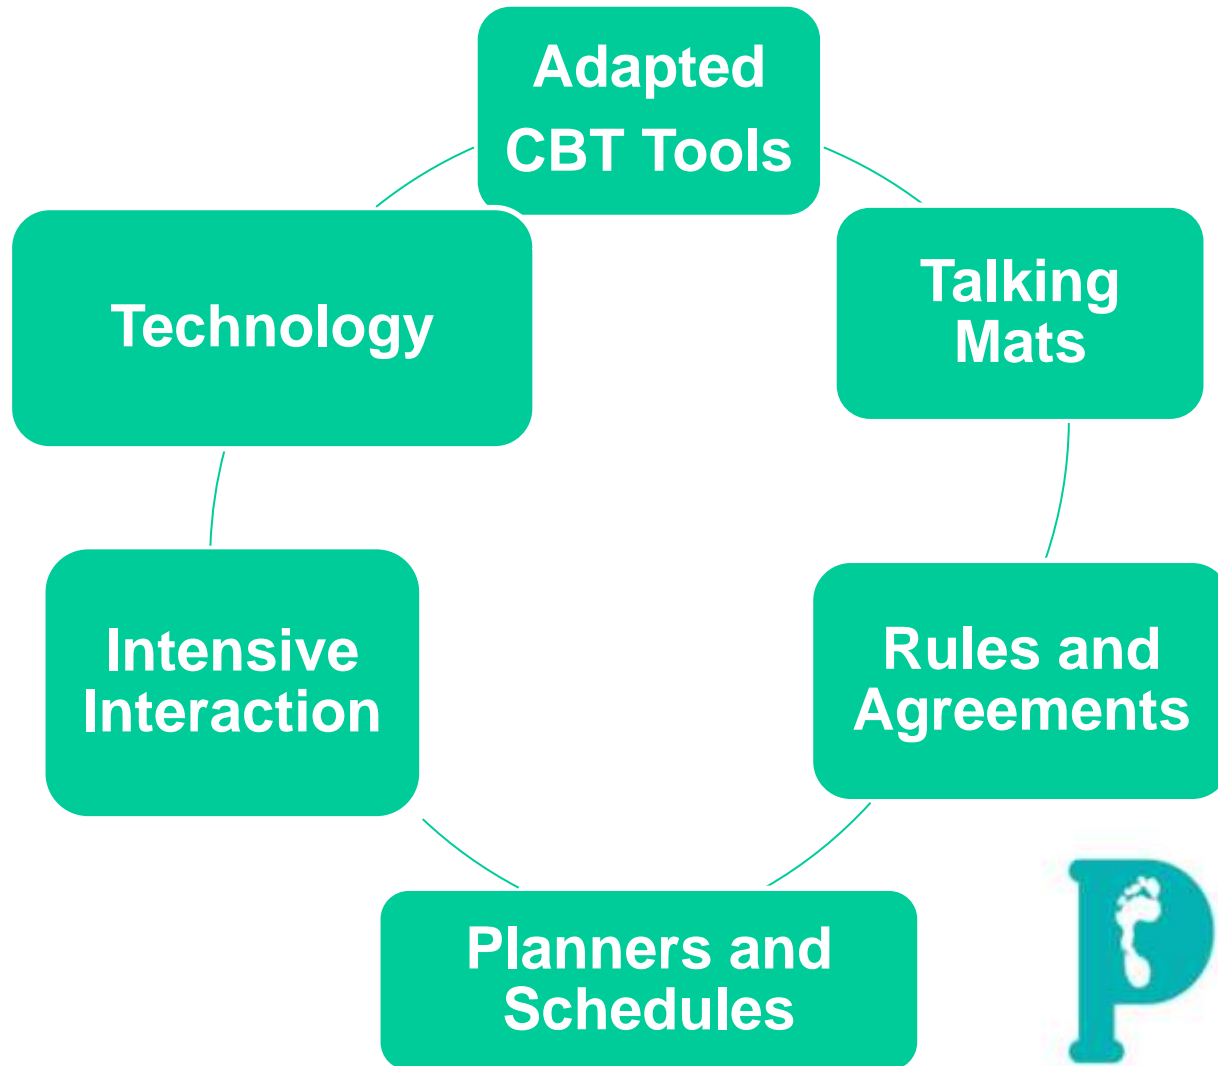 Adapted
CBT Tools
Talking
Mats
Rules and
Agreements
Planners and
Schedules
Intensive
Interaction
Technology
P